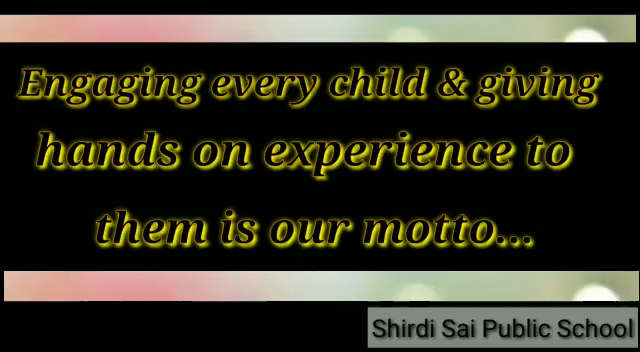 Engaging every child & giving
hands on experience to
them is our motto...
Shirdi Sai Public School